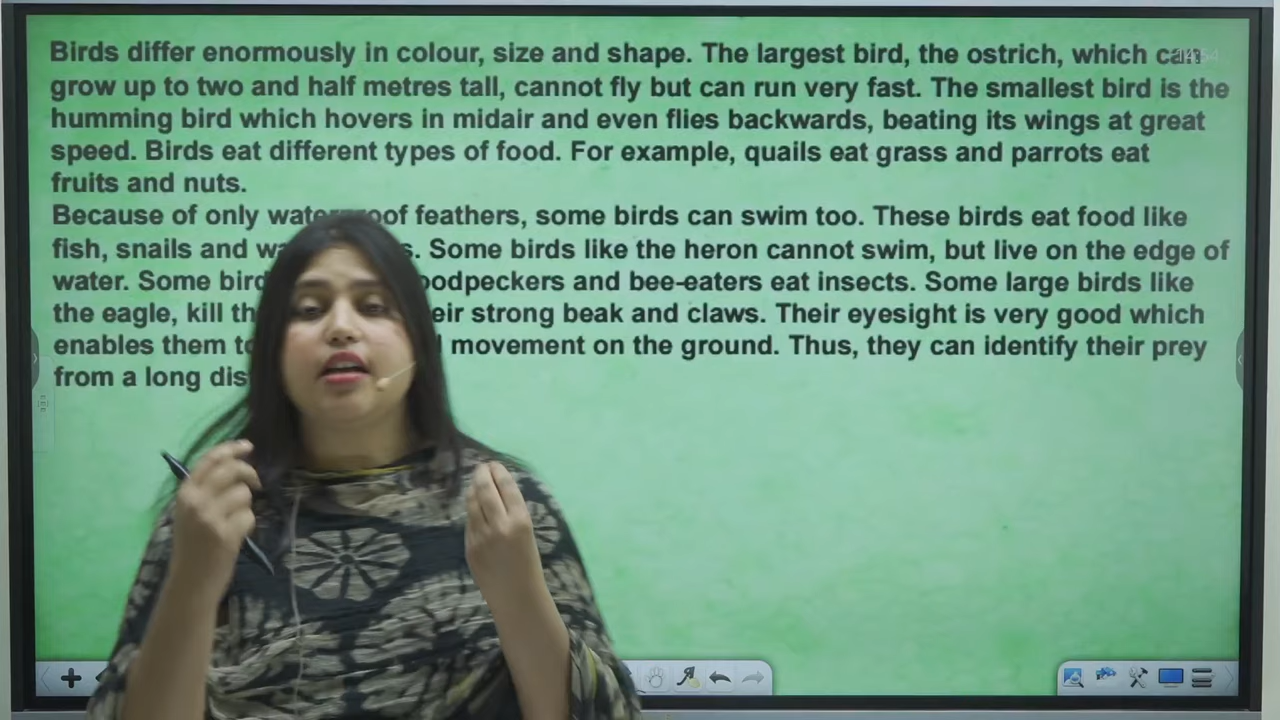 Birds differ enormously in colour, size and shape. The largest bird, the ostrich, which can
grow up to two and half metres tall, cannot fly but can run very fast. The smallest bird is the
humming bird which hovers in midair and even flies backwards, beating its wings at great
speed. Birds eat different types of food. For example, quails eat grass and parrots eat
fruits and nuts.
Because of only waterproof feathers, some birds can swim too. These birds eat food like
fish, snails and Some birds like the heron cannot swim, but live on the edge of
water. Some and bee-eaters eat insects. Some large birds like
the eagle, kill strong beak and claws. Their eyesight is very good which
enables them movement on the ground. Thus, they can identify their prey
from a long